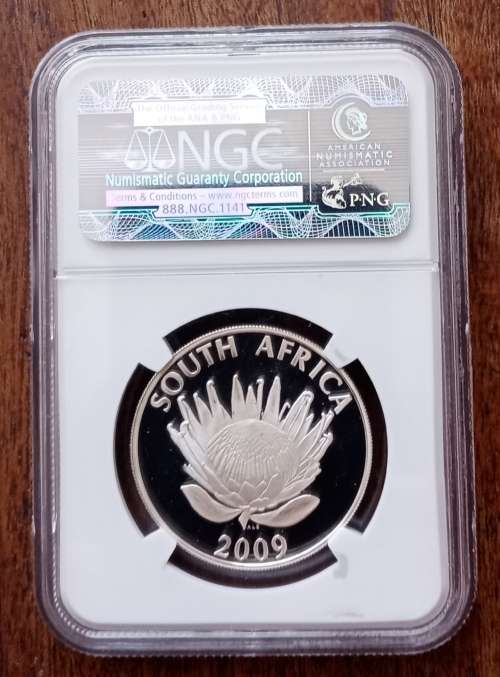 The Official Grading Service
of the ANA & PNG
NGC
Numismatic Guaranty Corporation
Terms & Conditions – www.ngcterms.com
888.NGC.1141
AMERICAN
NUMISMATIC
ASSOCIATION
P·N·G
SOUTH AFRICA
2009